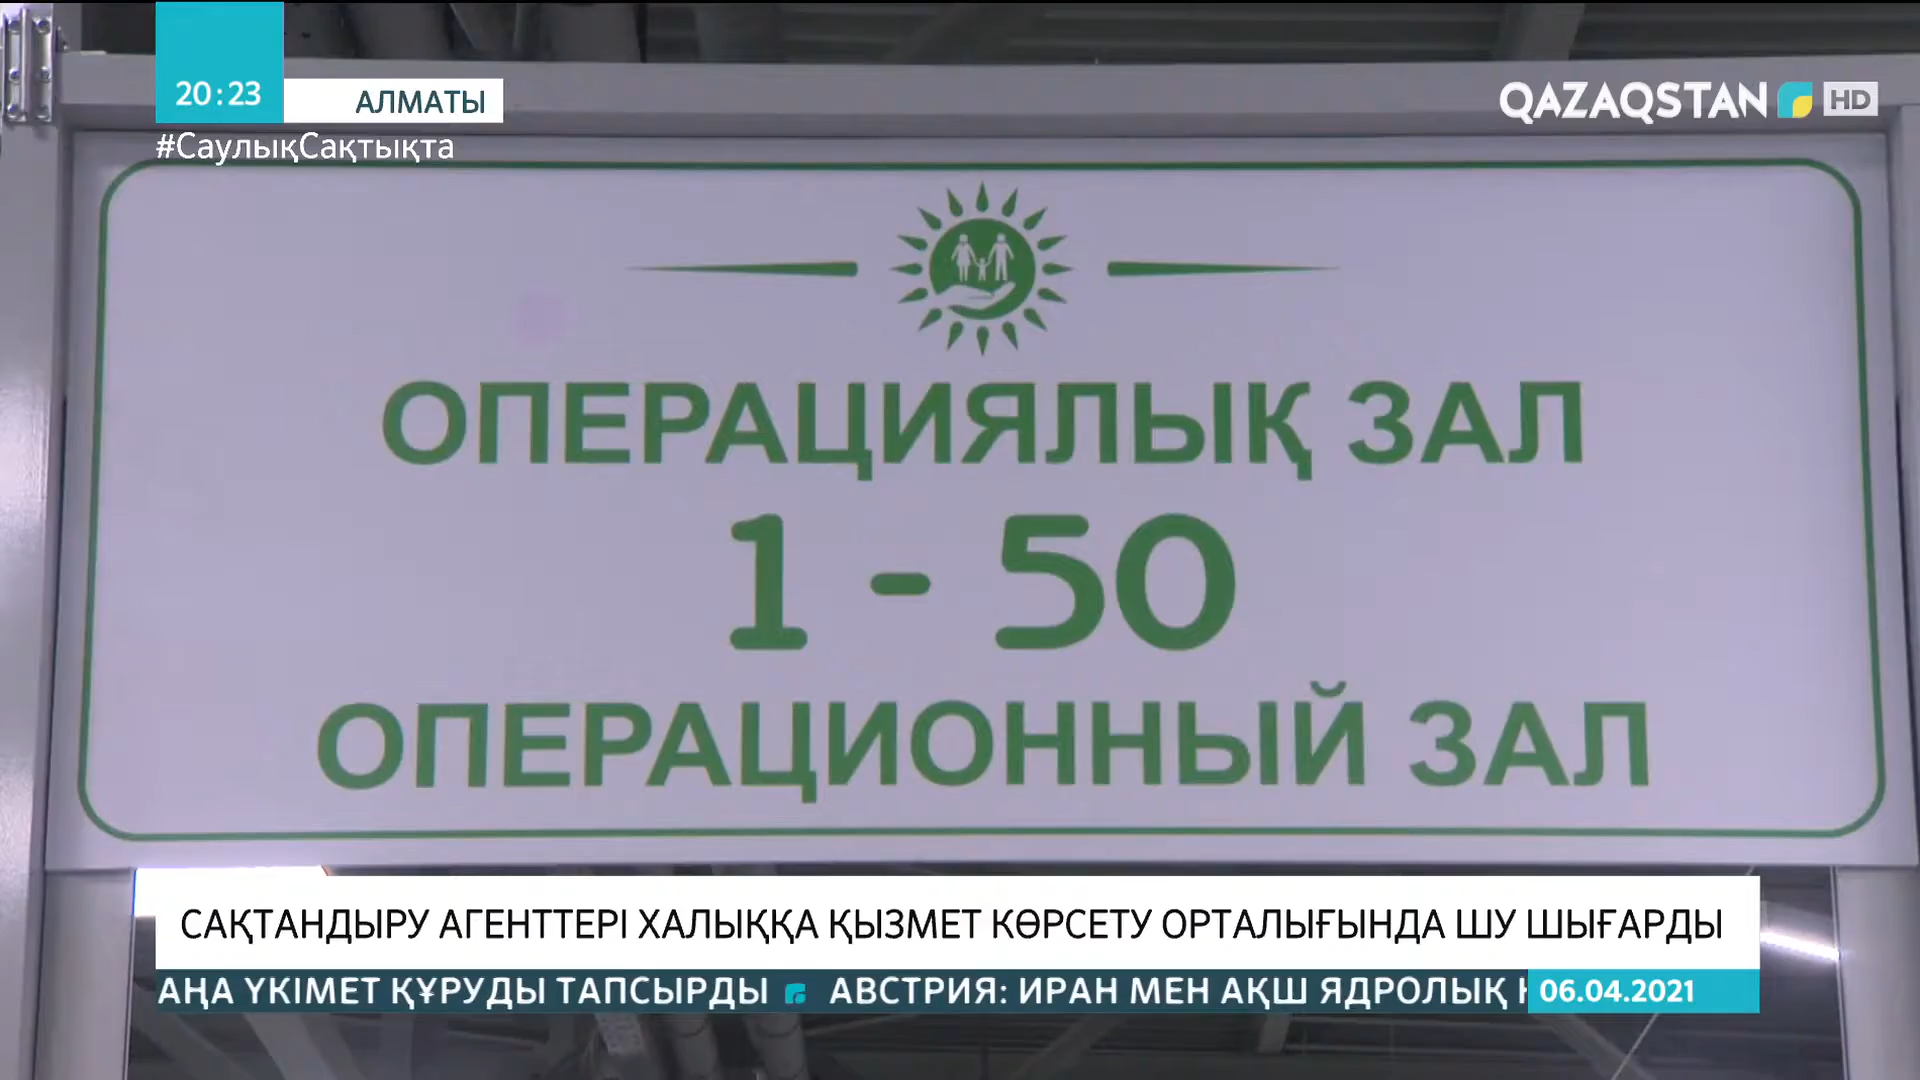 20:23
АЛМАТЫ
#СаулықСақтықта
QAZAQSTAN HD
ОПЕРАЦИЯЛЫҚ ЗАЛ
1 - 50
ОПЕРАЦИОННЫЙ ЗАЛ
САҚТАНДЫРУ АГЕНТТЕРІ ХАЛЫҚҚА ҚЫЗМЕТ КӨРСЕТУ ОРТАЛЫҒЫНДА ШУ ШЫҒАРДЫ
АҢА ҮКІМЕТ ҚҰРУДЫ ТАПСЫРДЫ АВСТРИЯ: ИРАН МЕН АҚШ ЯДРОЛЫҚ
06.04.2021